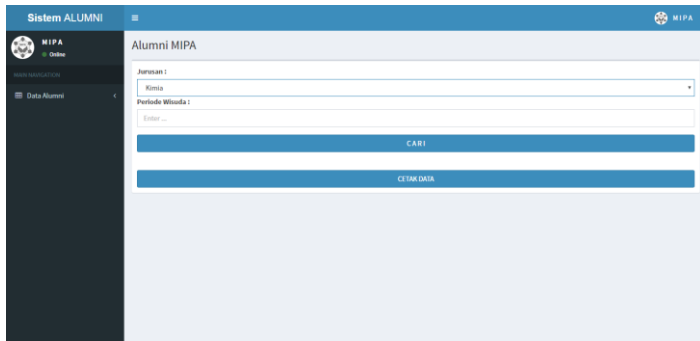 Sistem ALUMNI
MIPA
MIPA
Online
MAIN NAVIGATION
Data Alumni
Alumni MIPA
Jurusan :
Kimia
Periode Wisuda :
Enter ...
CARI
CETAK DATA